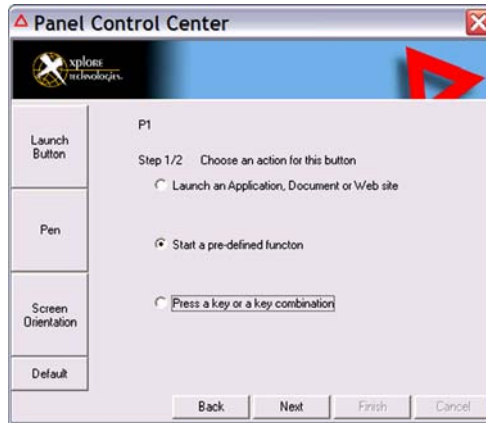 Panel Control Center
xplore
technologies.
Launch
Button
Pen
Screen
Orientation
Default
P1
Step 1/2 Choose an action for this button
Launch an Application, Document or Web site
Start a pre-defined functon
Press a key or a key combination
Back Next Finish Cancel